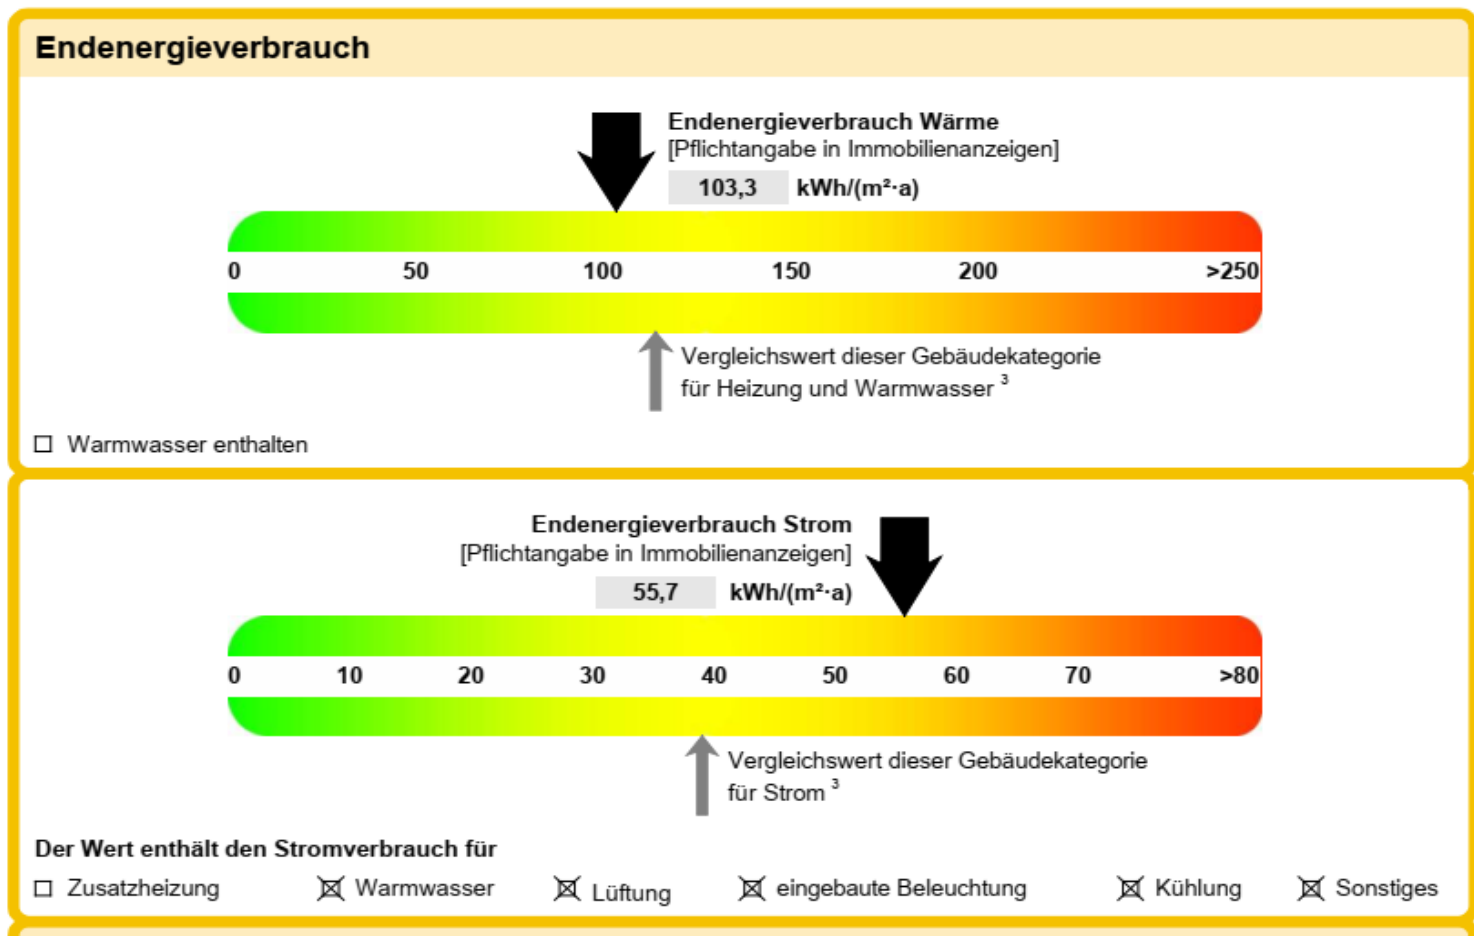 Endenergieverbrauch
Endenergieverbrauch Wärme
[Pflichtangabe in Immobilienanzeigen]
103,3 kWh/(m²·a)
0 50 100 150 200 >250
Vergleichswert dieser Gebäudekategorie
für Heizung und Warmwasser ³
☐ Warmwasser enthalten
Endenergieverbrauch Strom
[Pflichtangabe in Immobilienanzeigen]
55,7 kWh/(m²·a)
0 10 20 30 40 50 60 70 >80
Vergleichswert dieser Gebäudekategorie
für Strom ³
Der Wert enthält den Stromverbrauch für
☐ Zusatzheizung ☒ Warmwasser ☒ Lüftung ☒ eingebaute Beleuchtung ☒ Kühlung ☒ Sonstiges